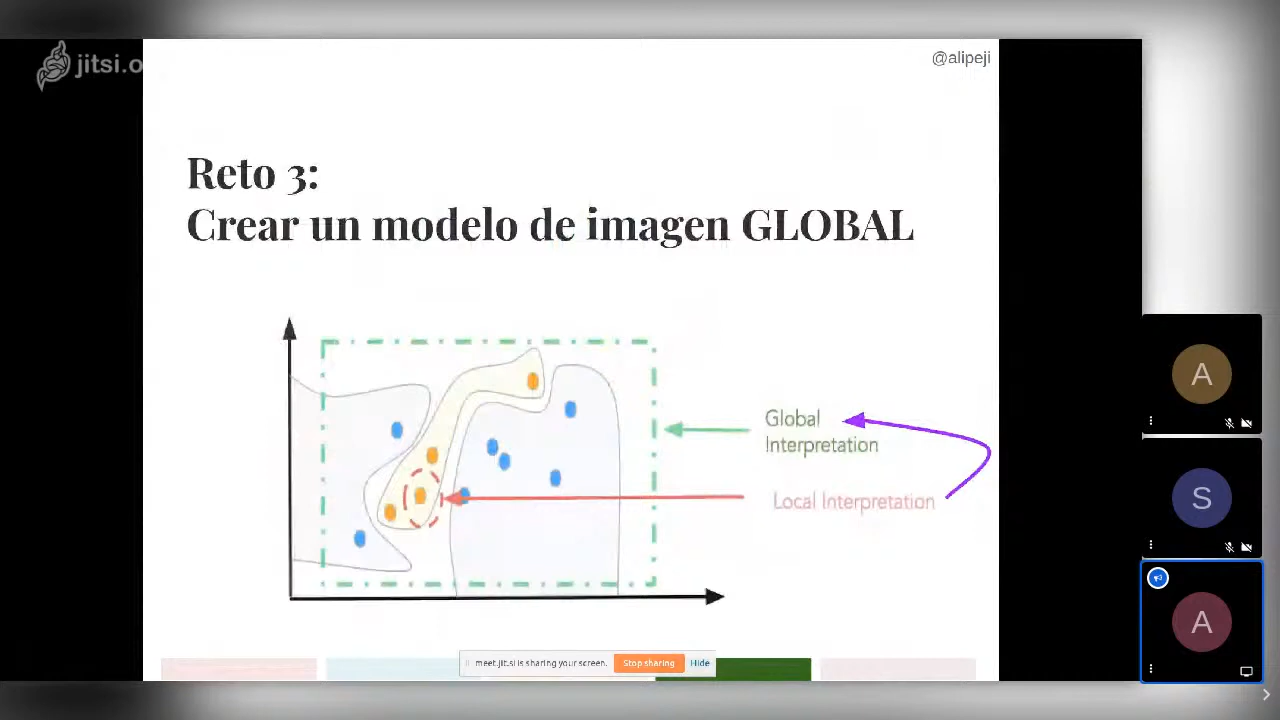 jitsi.o
@alipeji
Reto 3:
Crear un modelo de imagen GLOBAL
Global
Interpretation
Local Interpretation
A
S
A
meet.jit.si is sharing your screen.
Stop sharing
Hide